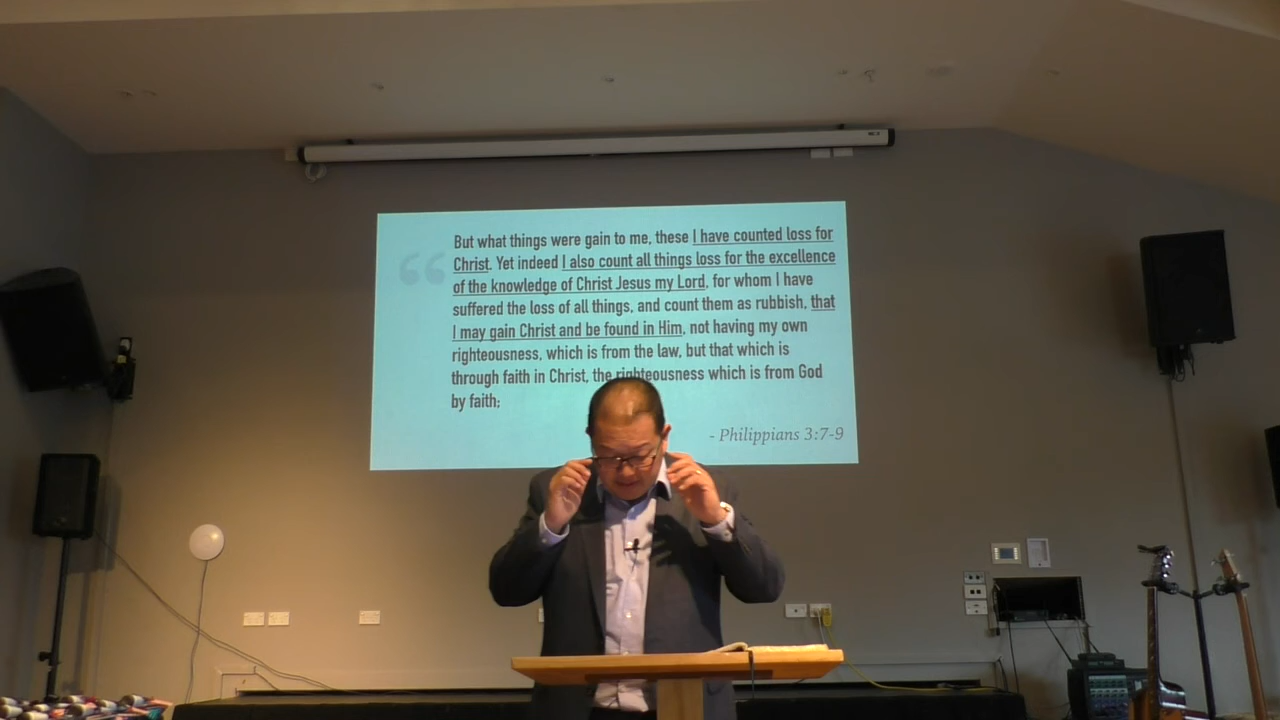 But what things were gain to me, these I have counted loss for
Christ. Yet indeed I also count all things loss for the excellence
of the knowledge of Christ Jesus my Lord, for whom I have
suffered the loss of all things, and count them as rubbish, that
I may gain Christ and be found in Him, not having my own
righteousness, which is from the law, but that which is
through faith in Christ, the righteousness which is from God
by faith;
- Philippians 3:7-9